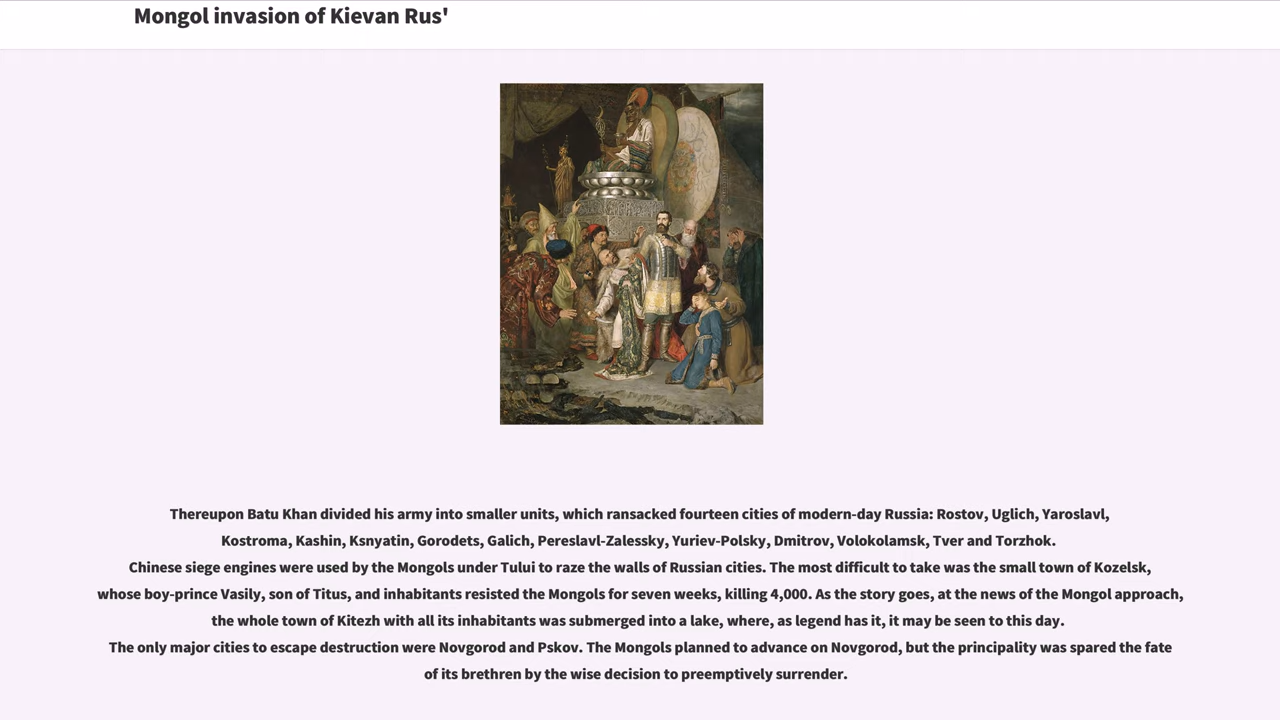 Mongol invasion of Kievan Rus'
Thereupon Batu Khan divided his army into smaller units, which ransacked fourteen cities of modern-day Russia: Rostov, Uglich, Yaroslavl,
Kostroma, Kashin, Ksnyatin, Gorodets, Galich, Pereslavl-Zalessky, Yuriev-Polsky, Dmitrov, Volokolamsk, Tver and Torzhok.
Chinese siege engines were used by the Mongols under Tului to raze the walls of Russian cities. The most difficult to take was the small town of Kozelsk,
whose boy-prince Vasily, son of Titus, and inhabitants resisted the Mongols for seven weeks, killing 4,000. As the story goes, at the news of the Mongol approach,
the whole town of Kitezh with all its inhabitants was submerged into a lake, where, as legend has it, it may be seen to this day.
The only major cities to escape destruction were Novgorod and Pskov. The Mongols planned to advance on Novgorod, but the principality was spared the fate
of its brethren by the wise decision to preemptively surrender.